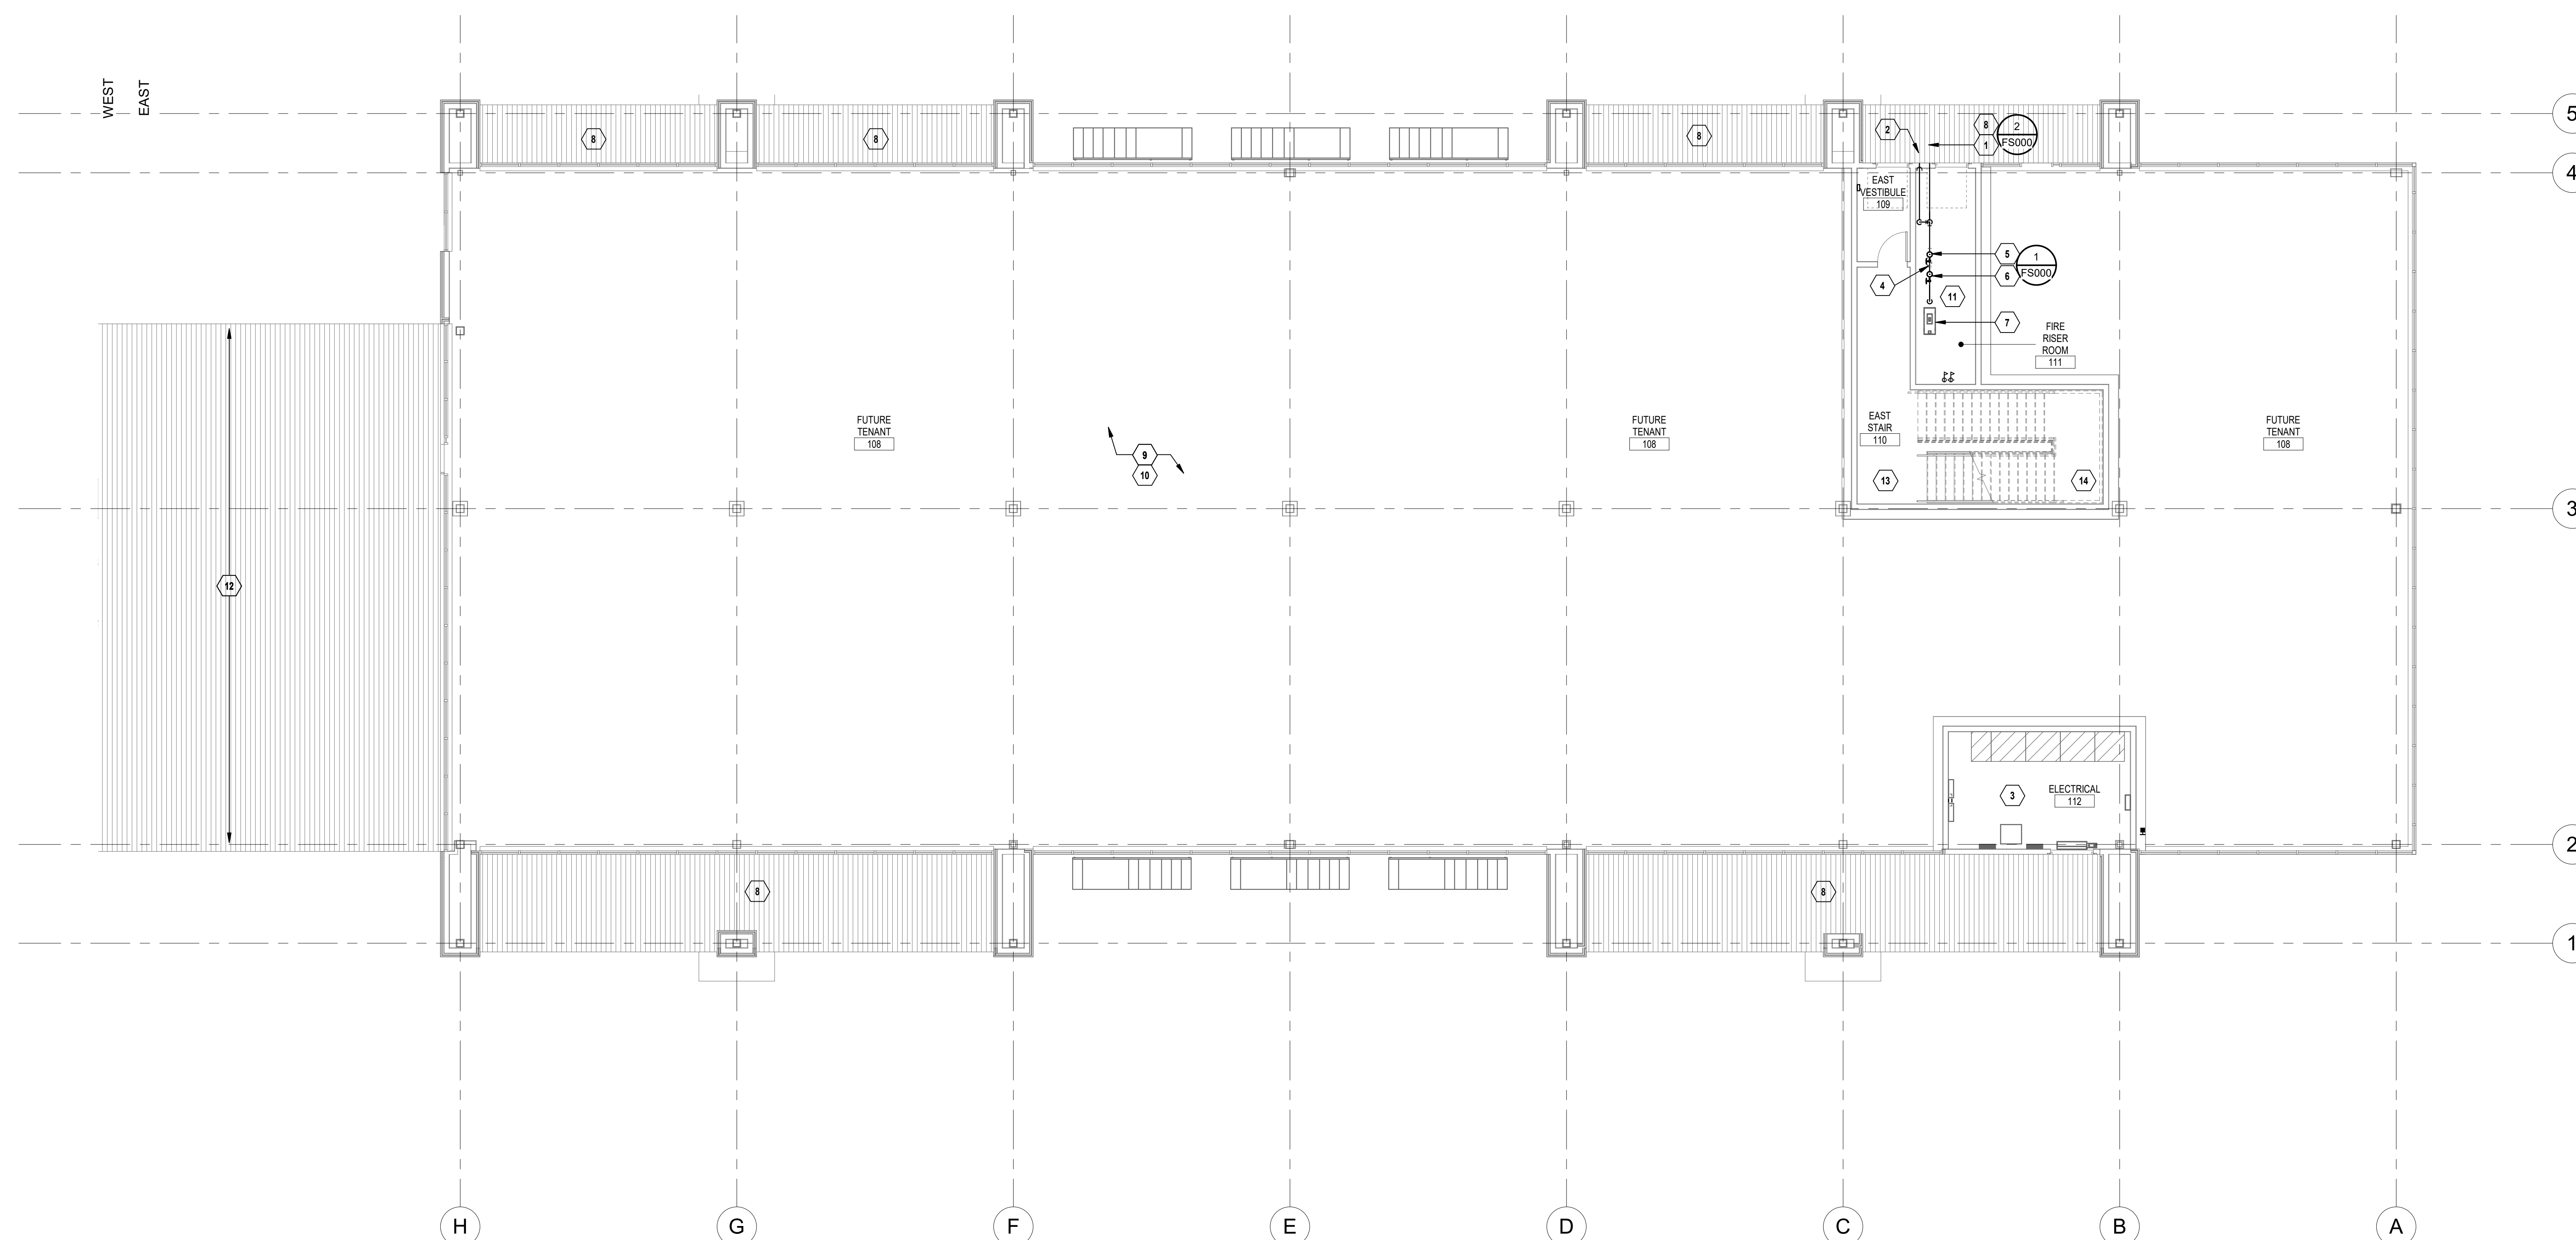 WEST
EAST
5
8
8
8
2
8
1
2
FS000
4
EAST
VESTIBULE
109
5
6
1
FS000
4
11
7
FIRE
RISER
ROOM
111
FUTURE
TENANT
108
9
10
FUTURE
TENANT
108
EAST
STAIR
110
13
14
FUTURE
TENANT
108
3
12
3
ELECTRICAL
112
2
8
8
1
H
G
F
E
D
C
B
A